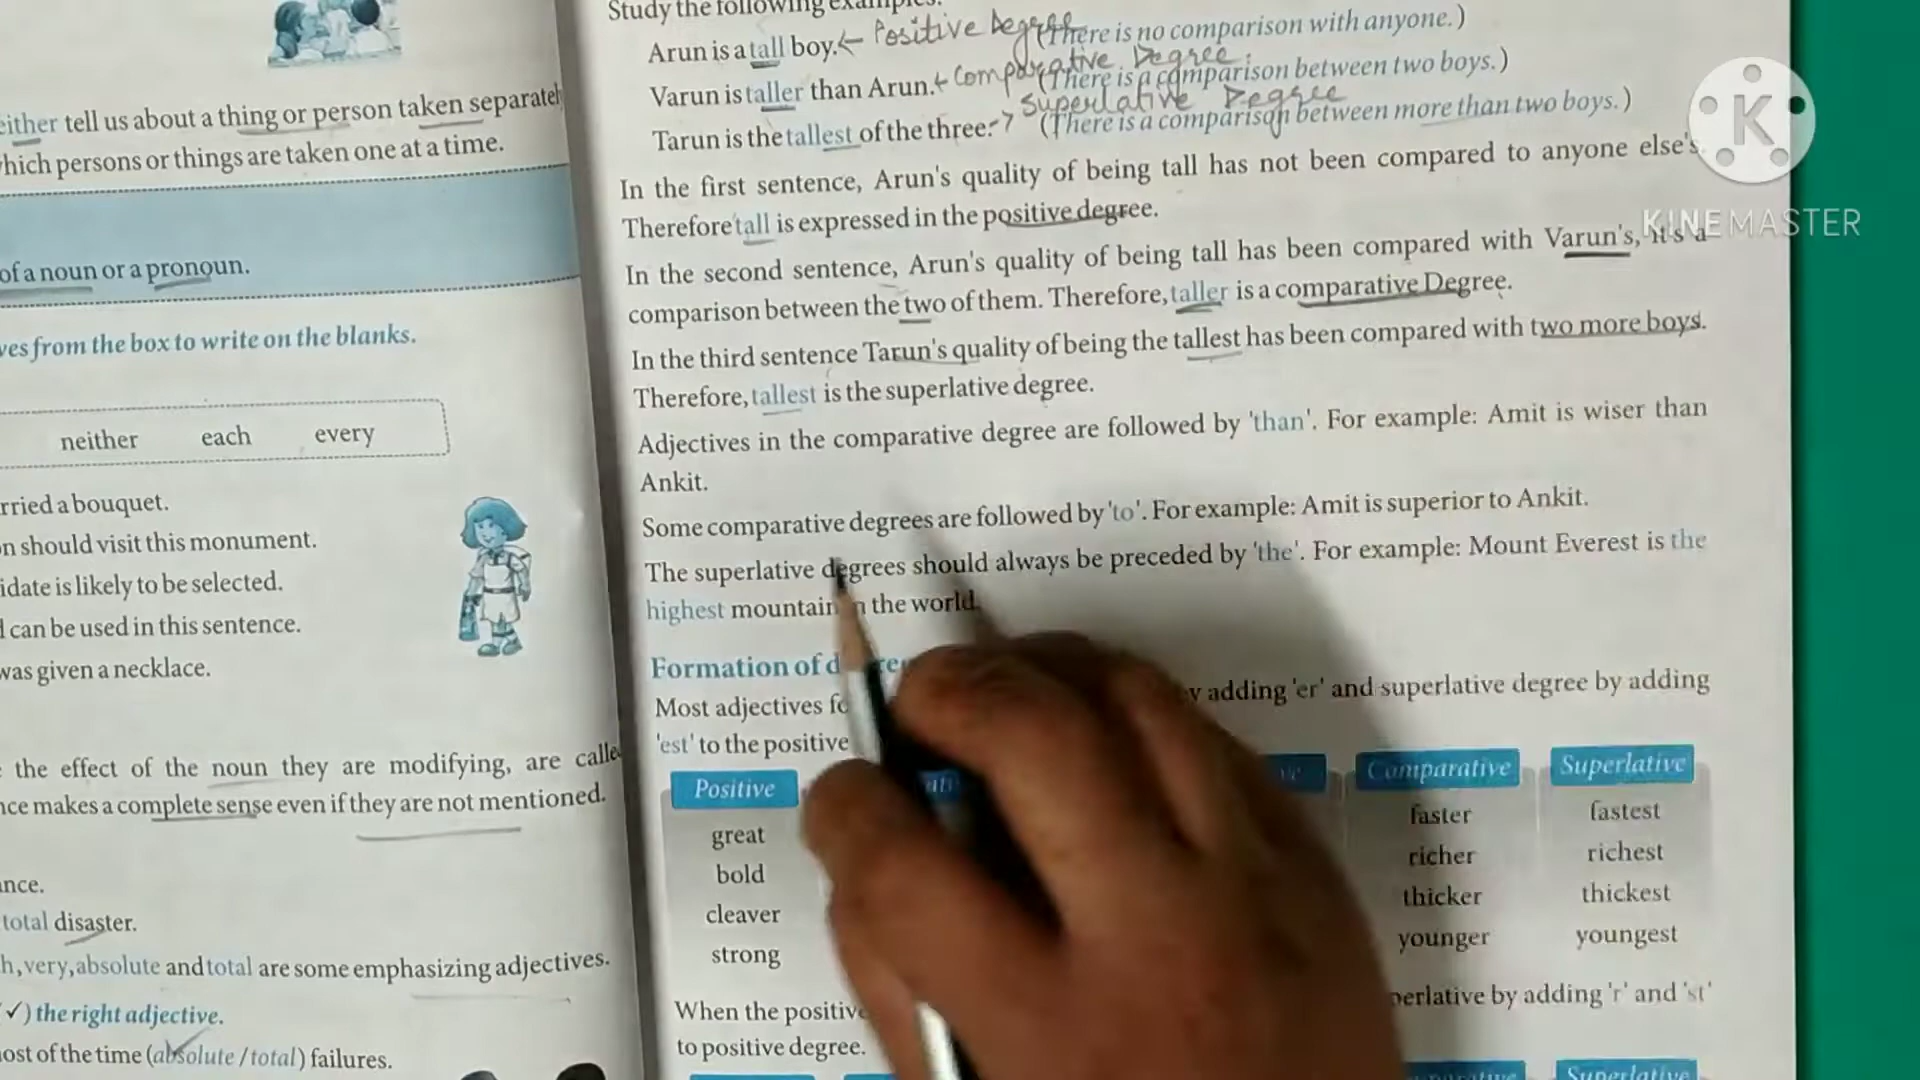 either tell us about a thing or person taken separately
which persons or things are taken one at a time.
of a noun or a pronoun.
ves from the box to write on the blanks.
neither each every
rried a bouquet.
n should visit this monument.
idate is likely to be selected.
d can be used in this sentence.
was given a necklace.
the effect of the noun they are modifying, are called
nce makes a complete sense even if they are not mentioned.
ance.
total disaster.
h, very, absolute and total are some emphasizing adjectives.
(✓) the right adjective.
ost of the time (absolute / total) failures.
Study the following examples.
Arun is a tall boy. ← Positive Degree (There is no comparison with anyone.)
Varun is taller than Arun. ← Comparative Degree (There is a comparison between two boys.)
Tarun is the tallest of the three. → Superlative Degree (There is a comparison between more than two boys.)
In the first sentence, Arun's quality of being tall has not been compared to anyone else's.
Therefore tall is expressed in the positive degree.
In the second sentence, Arun's quality of being tall has been compared with Varun's, it's a
comparison between the two of them. Therefore, taller is a comparative Degree.
In the third sentence Tarun's quality of being the tallest has been compared with two more boys.
Therefore, tallest is the superlative degree.
Adjectives in the comparative degree are followed by 'than'. For example: Amit is wiser than
Ankit.
Some comparative degrees are followed by 'to'. For example: Amit is superior to Ankit.
The superlative degrees should always be preceded by 'the'. For example: Mount Everest is the
highest mountain in the world.
Formation of
Most adjectives by adding 'er' and superlative degree by adding
'est' to the positive
Positive Comparative Superlative
great faster fastest
bold richer richest
cleaver thicker thickest
strong younger youngest
When the positive superlative by adding 'r' and 'st'
to positive degree.
Superlative
K
KINEMASTER